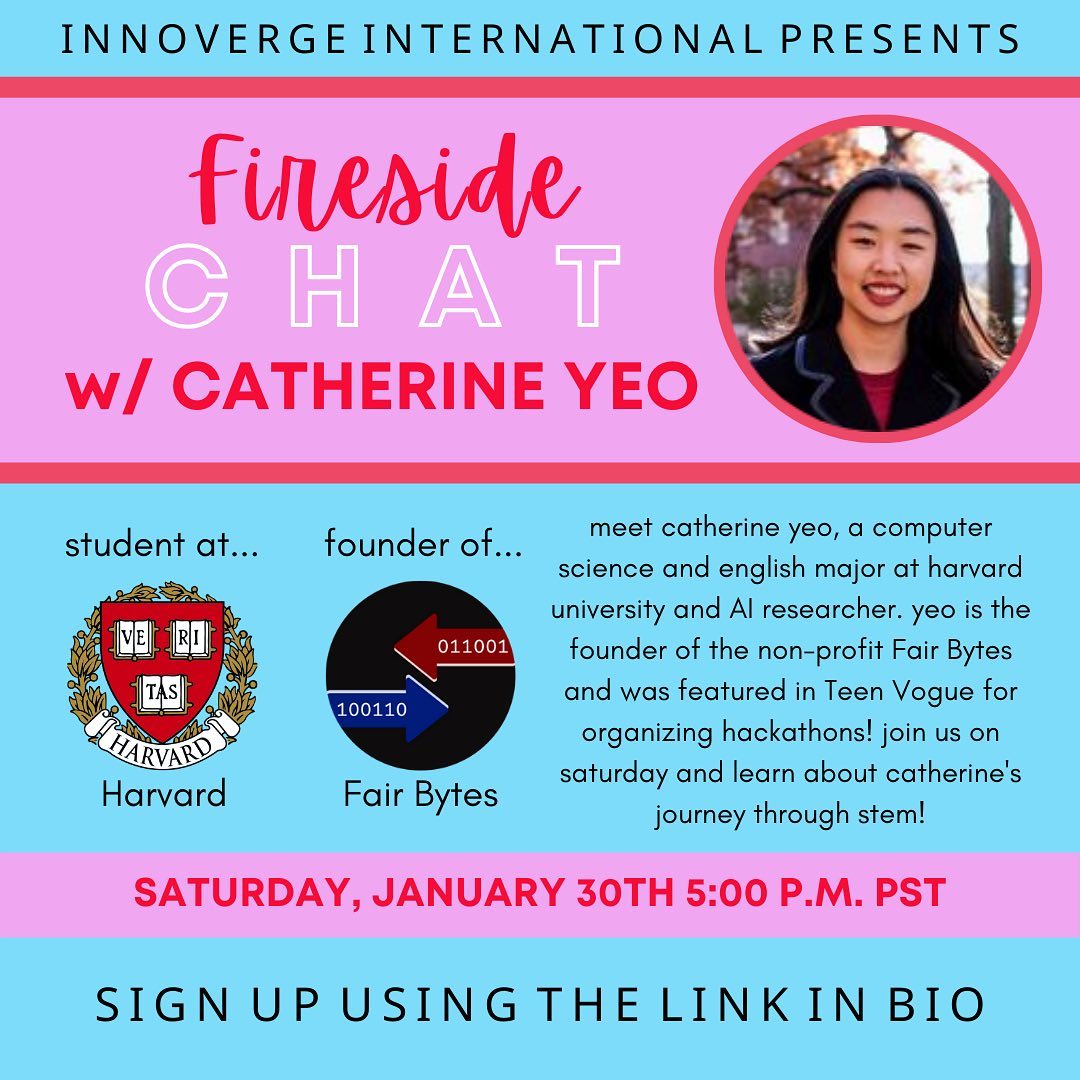 INNOVERGE INTERNATIONAL PRESENTS
Fireside
CHAT
w/ CATHERINE YEO
student at...
VE RI
TAS
HARVARD
Harvard
founder of...
011001
100110
Fair Bytes
meet catherine yeo, a computer
science and english major at harvard
university and AI researcher. yeo is the
founder of the non-profit Fair Bytes
and was featured in Teen Vogue for
organizing hackathons! join us on
saturday and learn about catherine's
journey through stem!
SATURDAY, JANUARY 30TH 5:00 P.M. PST
SIGN UP USING THE LINK IN BIO